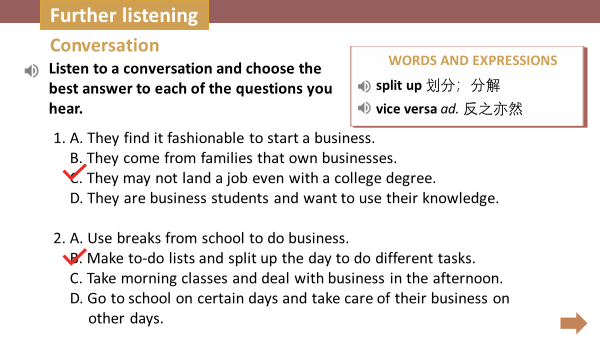 Further listening
Conversation
Listen to a conversation and choose the
best answer to each of the questions you
hear.
WORDS AND EXPRESSIONS
split up 划分；分解
vice versa ad. 反之亦然
1. A. They find it fashionable to start a business.
B. They come from families that own businesses.
C. They may not land a job even with a college degree.
D. They are business students and want to use their knowledge.
2. A. Use breaks from school to do business.
B. Make to-do lists and split up the day to do different tasks.
C. Take morning classes and deal with business in the afternoon.
D. Go to school on certain days and take care of their business on
other days.